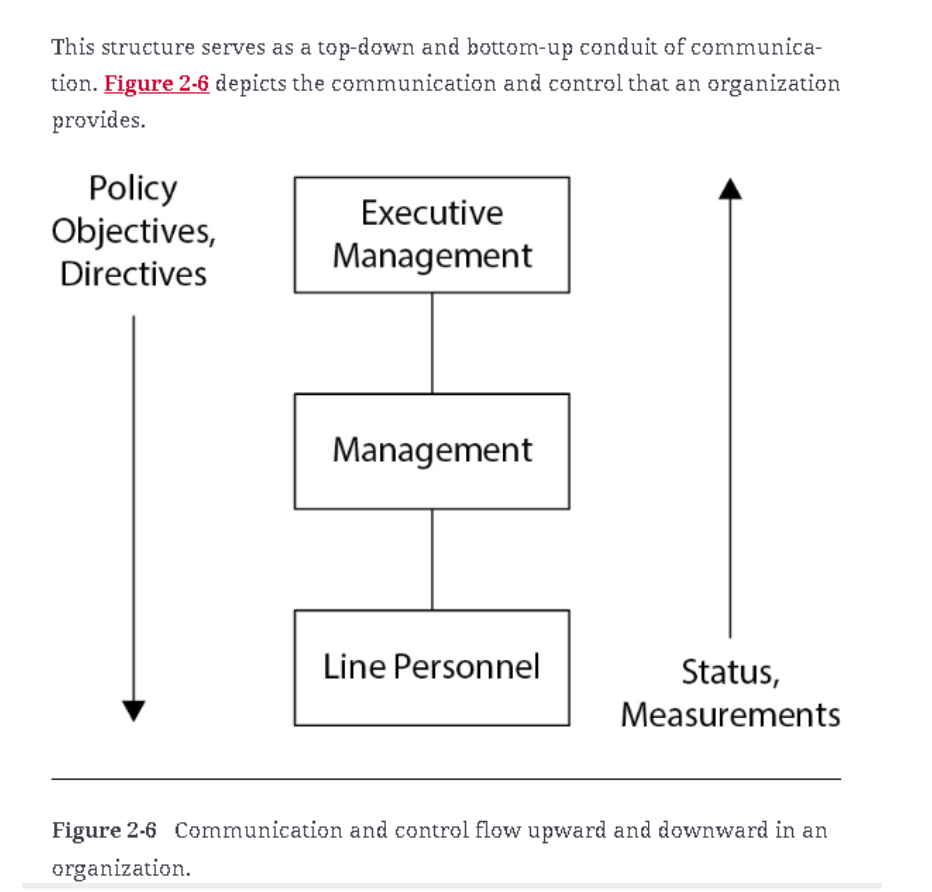 This structure serves as a top-down and bottom-up conduit of communica-
tion. Figure 2-6 depicts the communication and control that an organization
provides.
Policy
Objectives,
Directives
Executive
Management
Management
Line Personnel
Status,
Measurements
Figure 2-6 Communication and control flow upward and downward in an
organization.